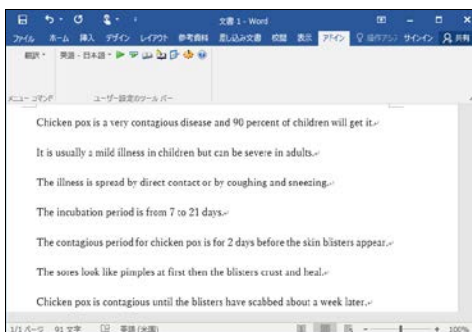 文書 1 - Word
ファイル ホーム 挿入 デザイン レイアウト 参考資料 差し込み文書 校閲 表示 アドイン 操作アシ サインイン 共有
翻訳 英語 - 日本語
メニュー コマンド ユーザー設定のツール バー
Chicken pox is a very contagious disease and 90 percent of children will get it.
It is usually a mild illness in children but can be severe in adults.
The illness is spread by direct contact or by coughing and sneezing.
The incubation period is from 7 to 21 days.
The contagious period for chicken pox is for 2 days before the skin blisters appear.
The sores look like pimples at first then the blisters crust and heal.
Chicken pox is contagious until the blisters have scabbed about a week later.
1/1 ページ 91 文字 英語 (米国) - + 100%